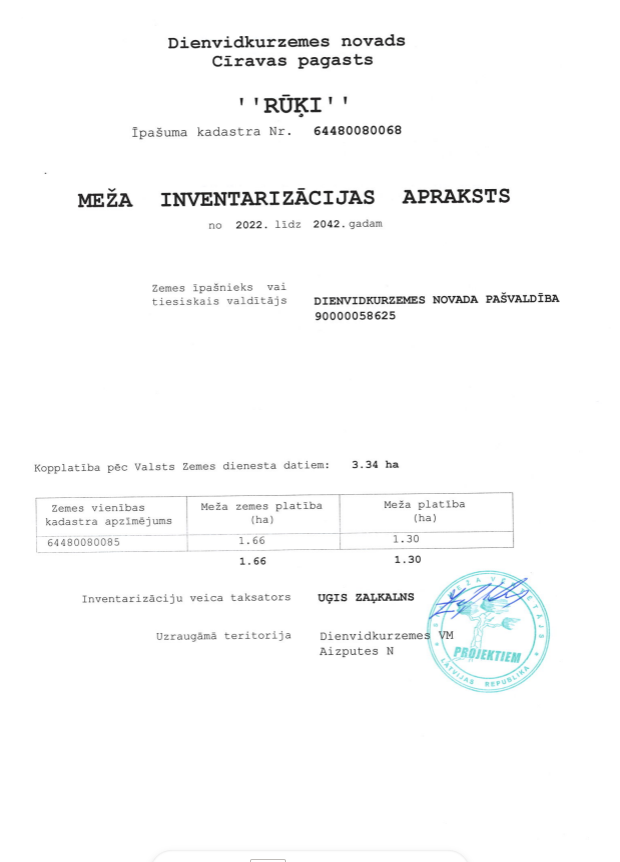 Dienvidkurzemes novads
Cīravas pagasts
''RŪĶI''
Īpašuma kadastra Nr. 64480080068
MEŽA INVENTARIZĀCIJAS APRAKSTS
no 2022. līdz 2042. gadam
Zemes īpašnieks vai
tiesiskais valdītājs DIENVIDKURZEMES NOVADA PAŠVALDĪBA
90000058625
Kopplatība pēc Valsts Zemes dienesta datiem: 3.34 ha
Zemes vienības kadastra apzīmējums Meža zemes platība (ha) Meža platība (ha)
64480080085 1.66 1.30
1.66 1.30
Inventarizāciju veica taksators UĢIS ZAĻKALNS
Uzraugāmā teritorija Dienvidkurzemes VM
Aizputes N
PROJEKTIEM
LATVIJAS REPUBLIKA